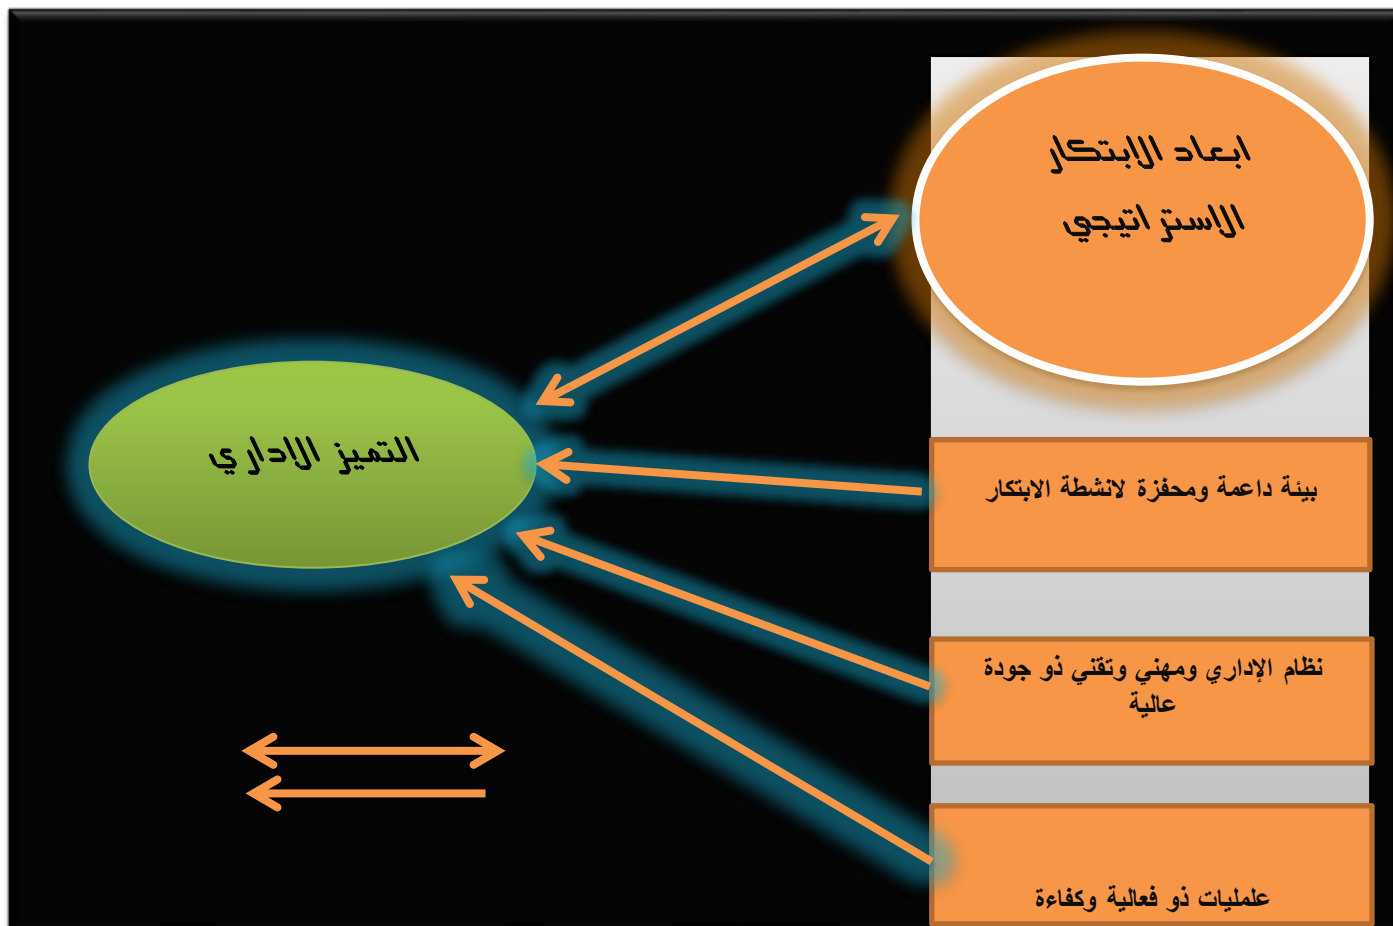 ابعاد الابتكار
الاستراتيجي
التميز الاداري
بيئة داعمة ومحفزة لانشطة الابتكار
نظام الإداري ومهني وتقني ذو جودة
عالية
علمليات ذو فعالية وكفاءة